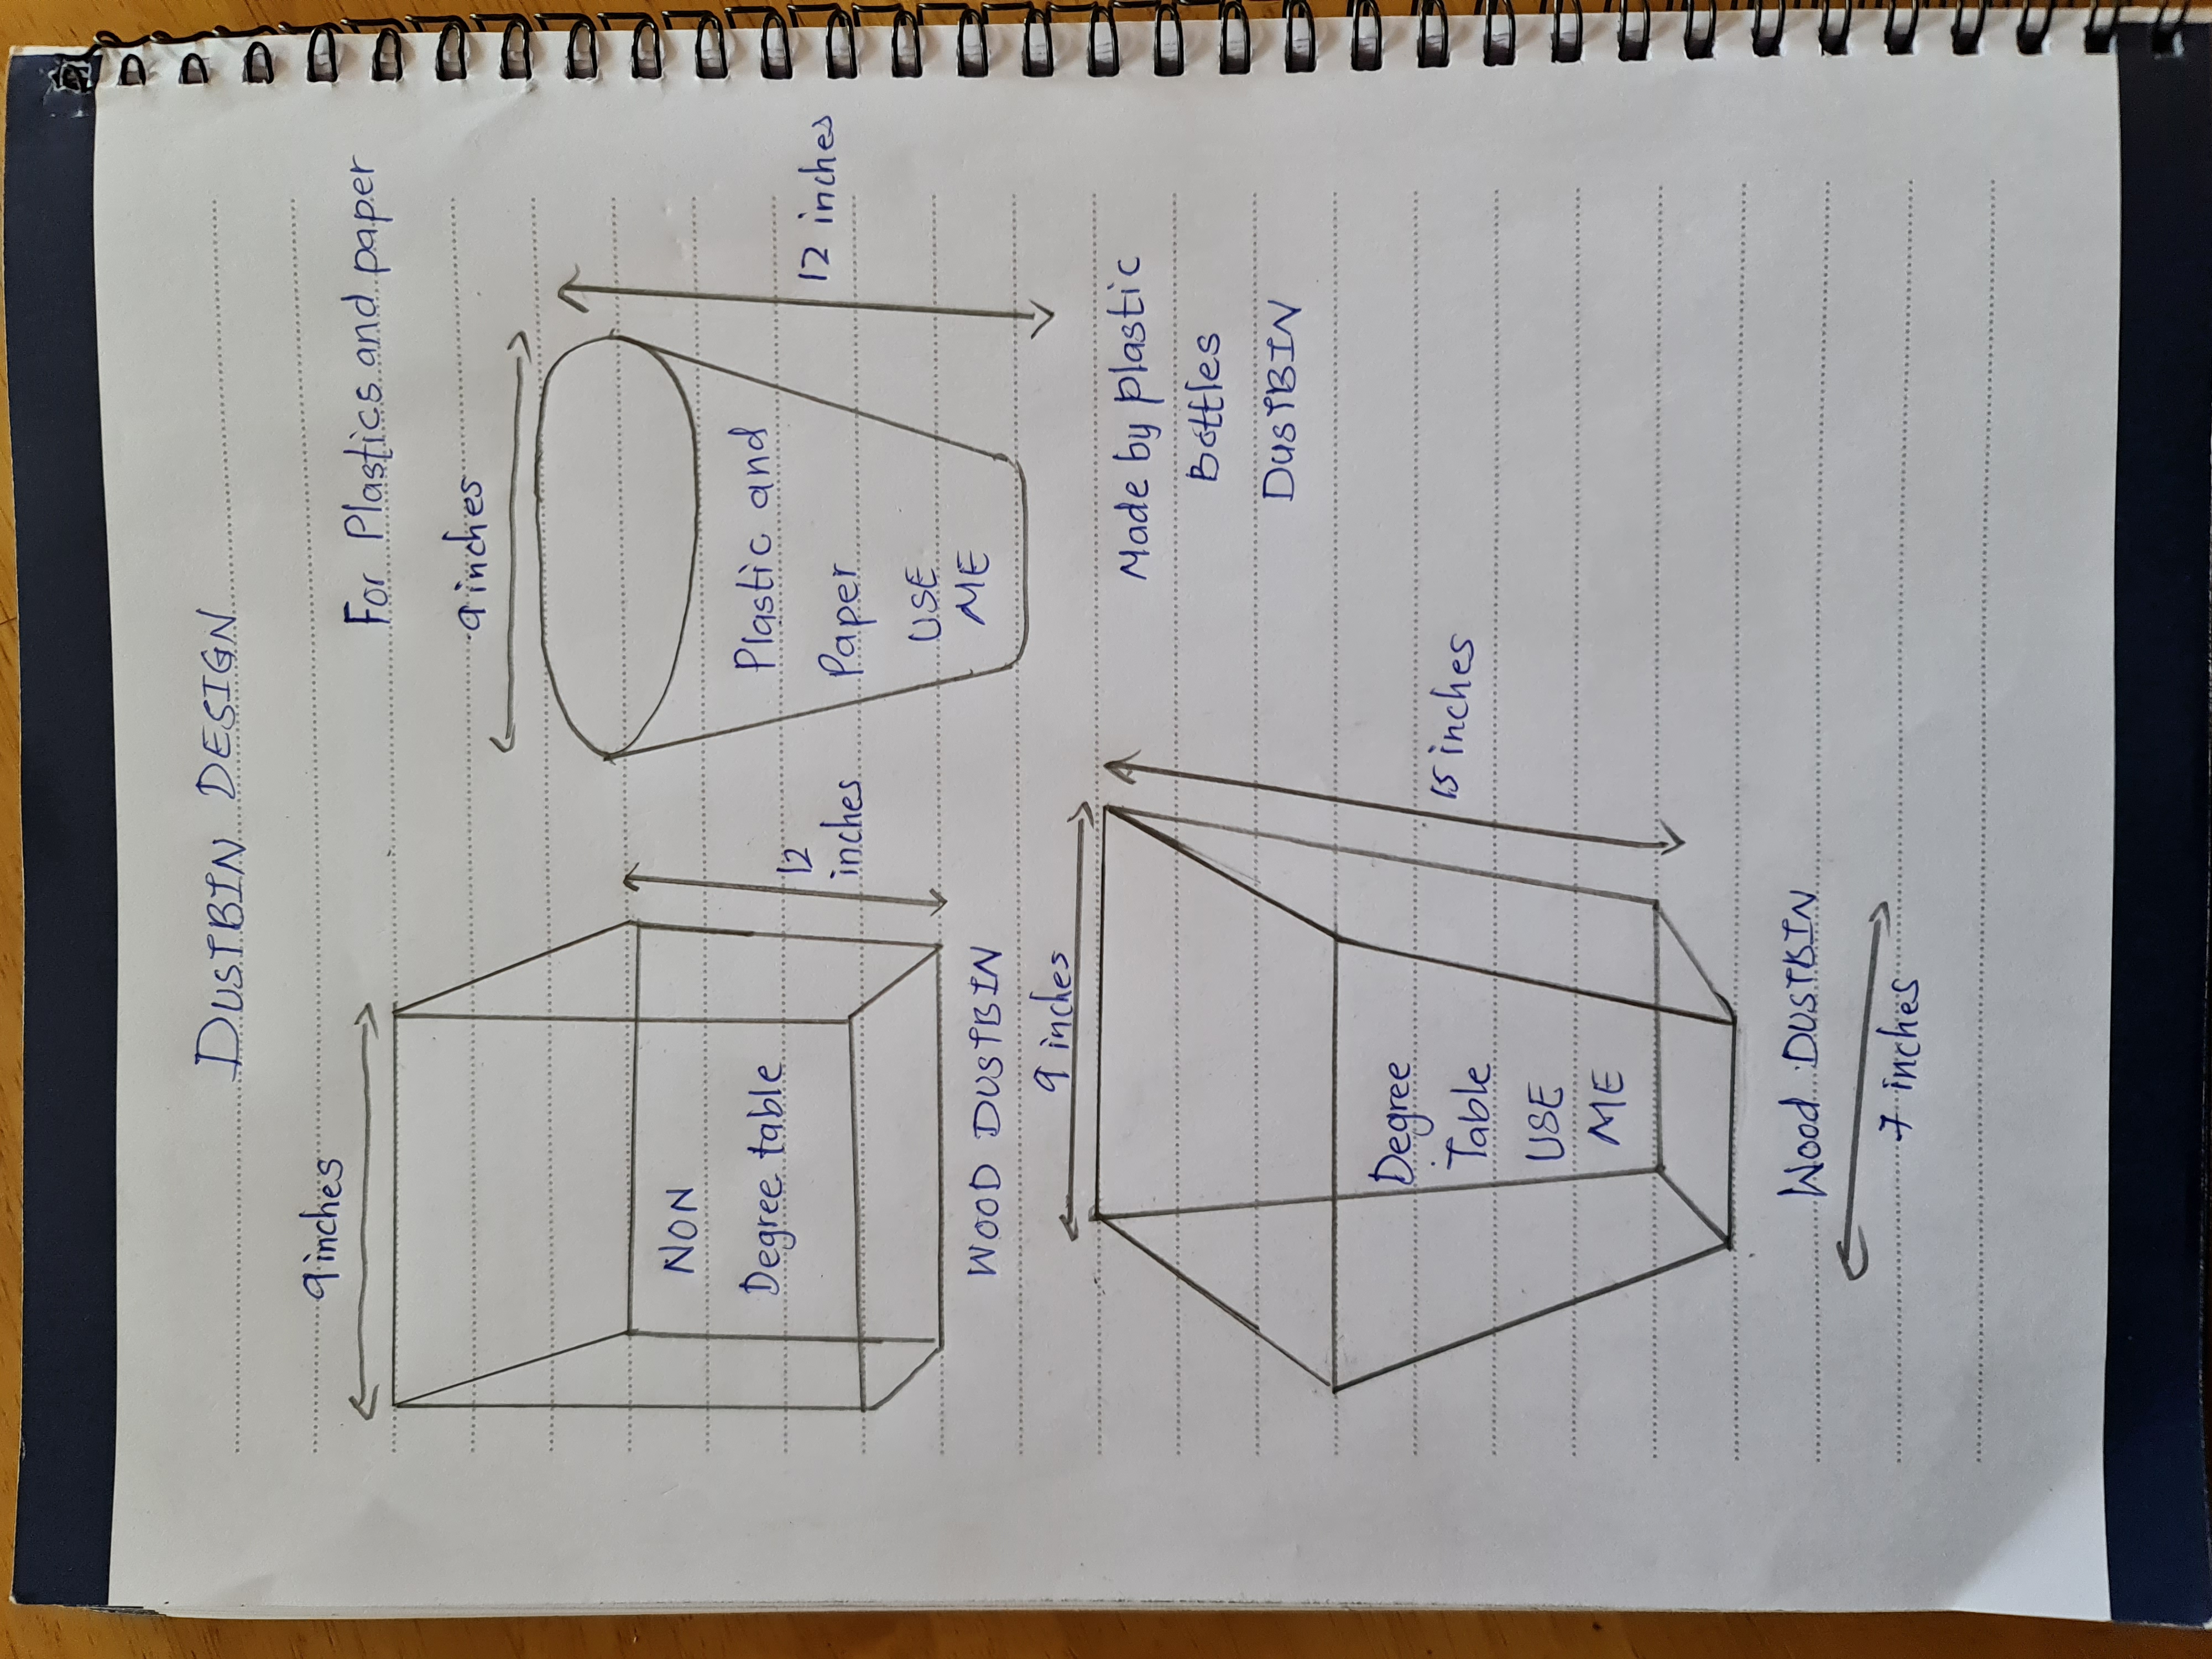 DUSTBIN DESIGN
9 inches
NON
Degree table
12
inches
WOOD DUSTBIN
For Plastics and paper
9 inches
Plastic and
Paper
USE
ME
12 inches
Made by plastic
Bottles
DUSTBIN
9 inches
Degree
Table
USE
ME
15 inches
Wood DUSTBIN
7 inches